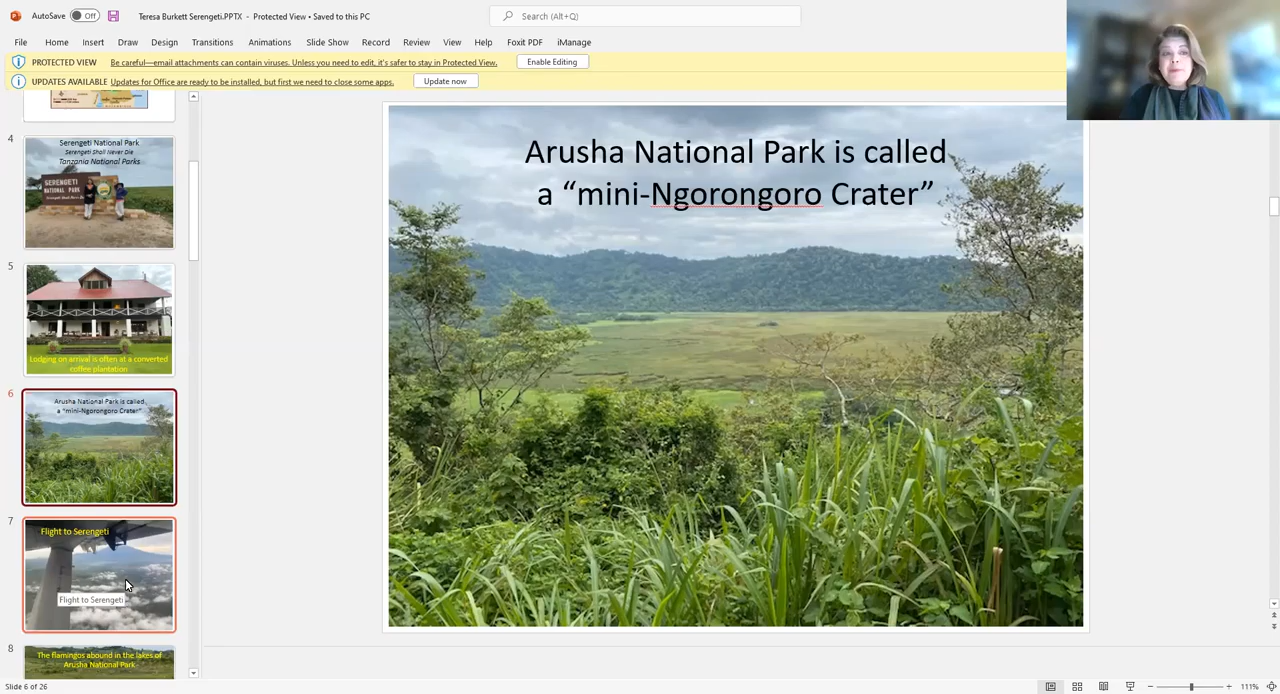 AutoSave Off
Teresa Burkett Serengeti.PPTX - Protected View • Saved to this PC
Search (Alt+Q)
File Home Insert Draw Design Transitions Animations Slide Show Record Review View Help Foxit PDF iManage
PROTECTED VIEW Be careful—email attachments can contain viruses. Unless you need to edit, it's safer to stay in Protected View. Enable Editing
UPDATES AVAILABLE Updates for Office are ready to be installed, but first we need to close some apps. Update now
4
Serengeti National Park
Serengeti Shall Never Die
Tanzania National Parks
SERENGETI
NATIONAL PARK
5
Lodging on arrival is often at a converted
coffee plantation
6
Arusha National Park is called
a “mini-Ngorongoro Crater”
7
Flight to Serengeti
Flight to Serengeti
8
The flamingos abound in the lakes of
Arusha National Park
Arusha National Park is called
a “mini-Ngorongoro Crater”
Slide 6 of 26
111%